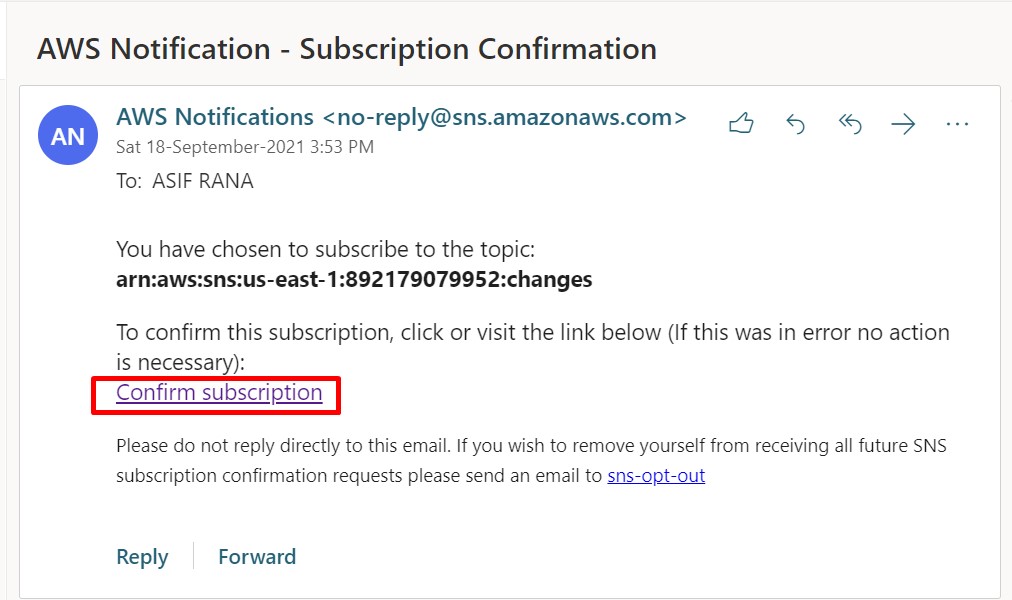 AWS Notification - Subscription Confirmation
AN
AWS Notifications <no-reply@sns.amazonaws.com>
Sat 18-September-2021 3:53 PM
To: ASIF RANA
You have chosen to subscribe to the topic:
arn:aws:sns:us-east-1:892179079952:changes
To confirm this subscription, click or visit the link below (If this was in error no action
is necessary):
Confirm subscription
Please do not reply directly to this email. If you wish to remove yourself from receiving all future SNS
subscription confirmation requests please send an email to sns-opt-out
Reply
Forward